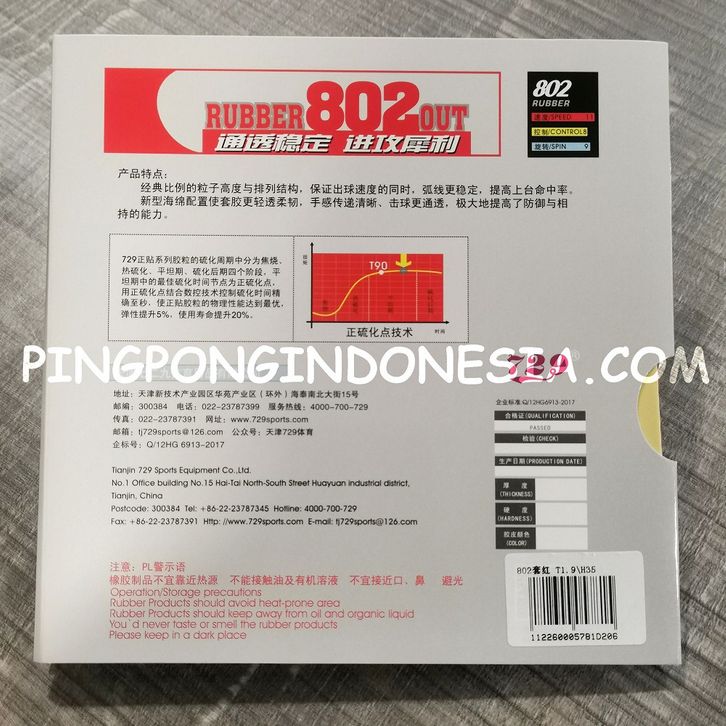 RUBBER 802 OUT
通透稳定 进攻犀利
802
RUBBER
速度/SPEED 11
控制/CONTROL 8
旋转/SPIN 9
产品特点:
经典比例的粒子高度与排列结构,保证出球速度的同时,弧线更稳定,提高上台命中率。
新型海绵配置使套胶更轻透柔韧,手感传递清晰、击球更通透,极大地提高了防御与相
持的能力。
729正贴系列胶粒的硫化周期中分为焦烧、
热硫化、平坦期、硫化后期四个阶段,平
坦期中的最佳硫化时间节点为正硫化点,
用正硫化点结合数控技术控制硫化时间精
确至秒,使正贴胶粒的物理性能达到最优,
弹性提升5%,使用寿命提升20%。
T90
时间
正硫化点技术
PINGPONGINDONESIA.COM
729®
地址:天津新技术产业园区华苑产业区(环外)海泰南北大街15号
邮编:300384 电话:022-23787399 服务热线:4000-700-729
传真:022-23787391 网址:www.729sports.com
邮箱:tj729sports@126.com 公众号:天津729体育
企标号:Q/12HG 6913-2017
Tianjin 729 Sports Equipment Co.,Ltd.
No.1 Office building No.15 Hai-Tai North-South Street Huayuan industrial district,
Tianjin, China
Postcode: 300384 Tel: +86-22-23787345 Hotline: 4000-700-729
Fax: +86-22-23787391 Http://www.729sports.com E-mail: tj729sports@126.com
企业标准:Q/12HG6913-2017
合格证(QUALIFICATION)
PASSED
检验(CHECK)
生产日期(PRODUCTION DATE)
厚度
(THICKNESS)
硬度
(HARDNESS)
胶皮颜色
(COLOR)
802套红 T1.9\H35
112260005781D206
注意: PL警示语
橡胶制品不宜靠近热源 不能接触油及有机溶液 不宜接近口、鼻 避光
Operation/Storage precautions
Rubber Products should avoid heat-prone area
Rubber Products should keep away from oil and organic liquid
You`d never taste or smell the rubber products
Please keep in a dark place